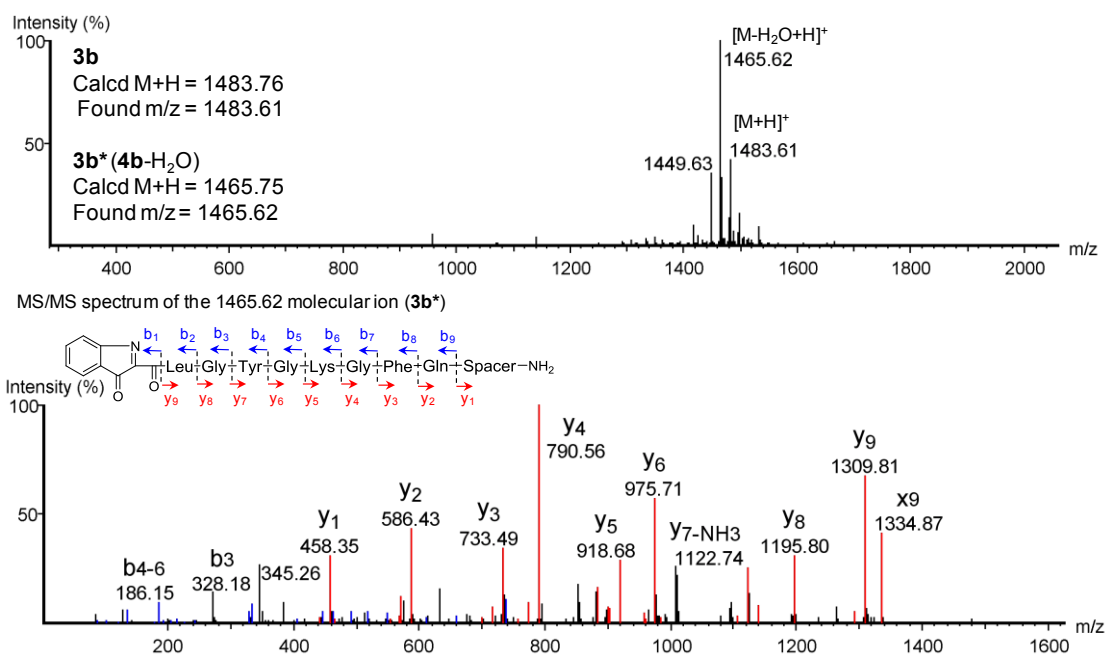 Intensity (%)
100
50
3b
Calcd M+H = 1483.76
Found m/z = 1483.61
3b* (4b-H₂O)
Calcd M+H = 1465.75
Found m/z = 1465.62
[M-H₂O+H]⁺
1465.62
[M+H]⁺
1483.61
1449.63
400 600 800 1000 1200 1400 1600 1800 2000 m/z
MS/MS spectrum of the 1465.62 molecular ion (3b*)
b₁ b₂ b₃ b₄ b₅ b₆ b₇ b₈ b₉
N Leu Gly Tyr Gly Lys Gly Phe Gln Spacer NH₂
O O
y₉ y₈ y₇ y₆ y₅ y₄ y₃ y₂ y₁
Intensity (%)
100
50
b4-6
186.15
b3
328.18
345.26
y₁
458.35
y₂
586.43
y₃
733.49
y₄
790.56
y₅
918.68
y₆
975.71
y₇-NH3
1122.74
y₈
1195.80
y₉
1309.81
x9
1334.87
200 400 600 800 1000 1200 1400 1600 m/z